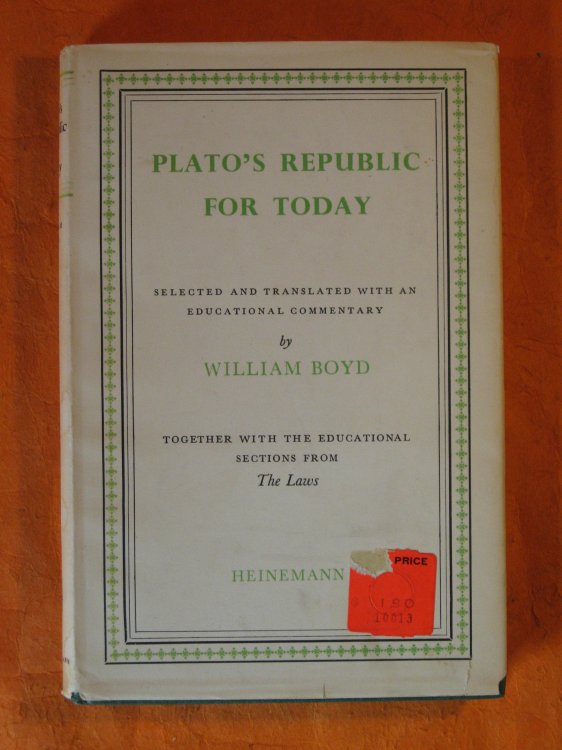 PLATO'S REPUBLIC
FOR TODAY
SELECTED AND TRANSLATED WITH AN
EDUCATIONAL COMMENTARY
by
WILLIAM BOYD
TOGETHER WITH THE EDUCATIONAL
SECTIONS FROM
The Laws
HEINEMANN
PRICE
10013